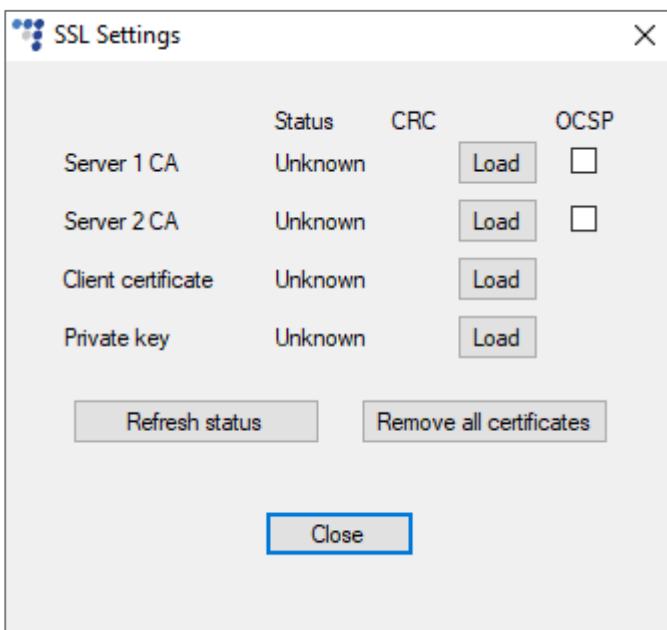 SSL Settings
Status CRC OCSP
Server 1 CA Unknown Load
Server 2 CA Unknown Load
Client certificate Unknown Load
Private key Unknown Load
Refresh status Remove all certificates
Close